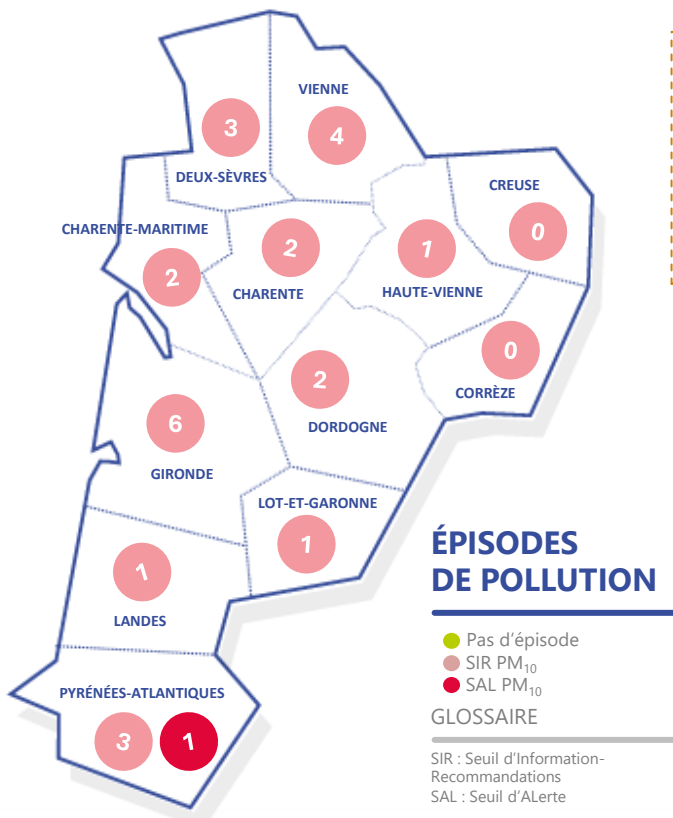 VIENNE
3
4
DEUX-SÈVRES
CREUSE
0
CHARENTE-MARITIME
2
2
1
CHARENTE
HAUTE-VIENNE
0
CORRÈZE
2
DORDOGNE
6
GIRONDE
LOT-ET-GARONNE
1
1
LANDES
PYRÉNÉES-ATLANTIQUES
3 1
ÉPISODES
DE POLLUTION
Pas d'épisode
SIR PM10
SAL PM10
GLOSSAIRE
SIR : Seuil d'Information-
Recommandations
SAL : Seuil d'ALerte